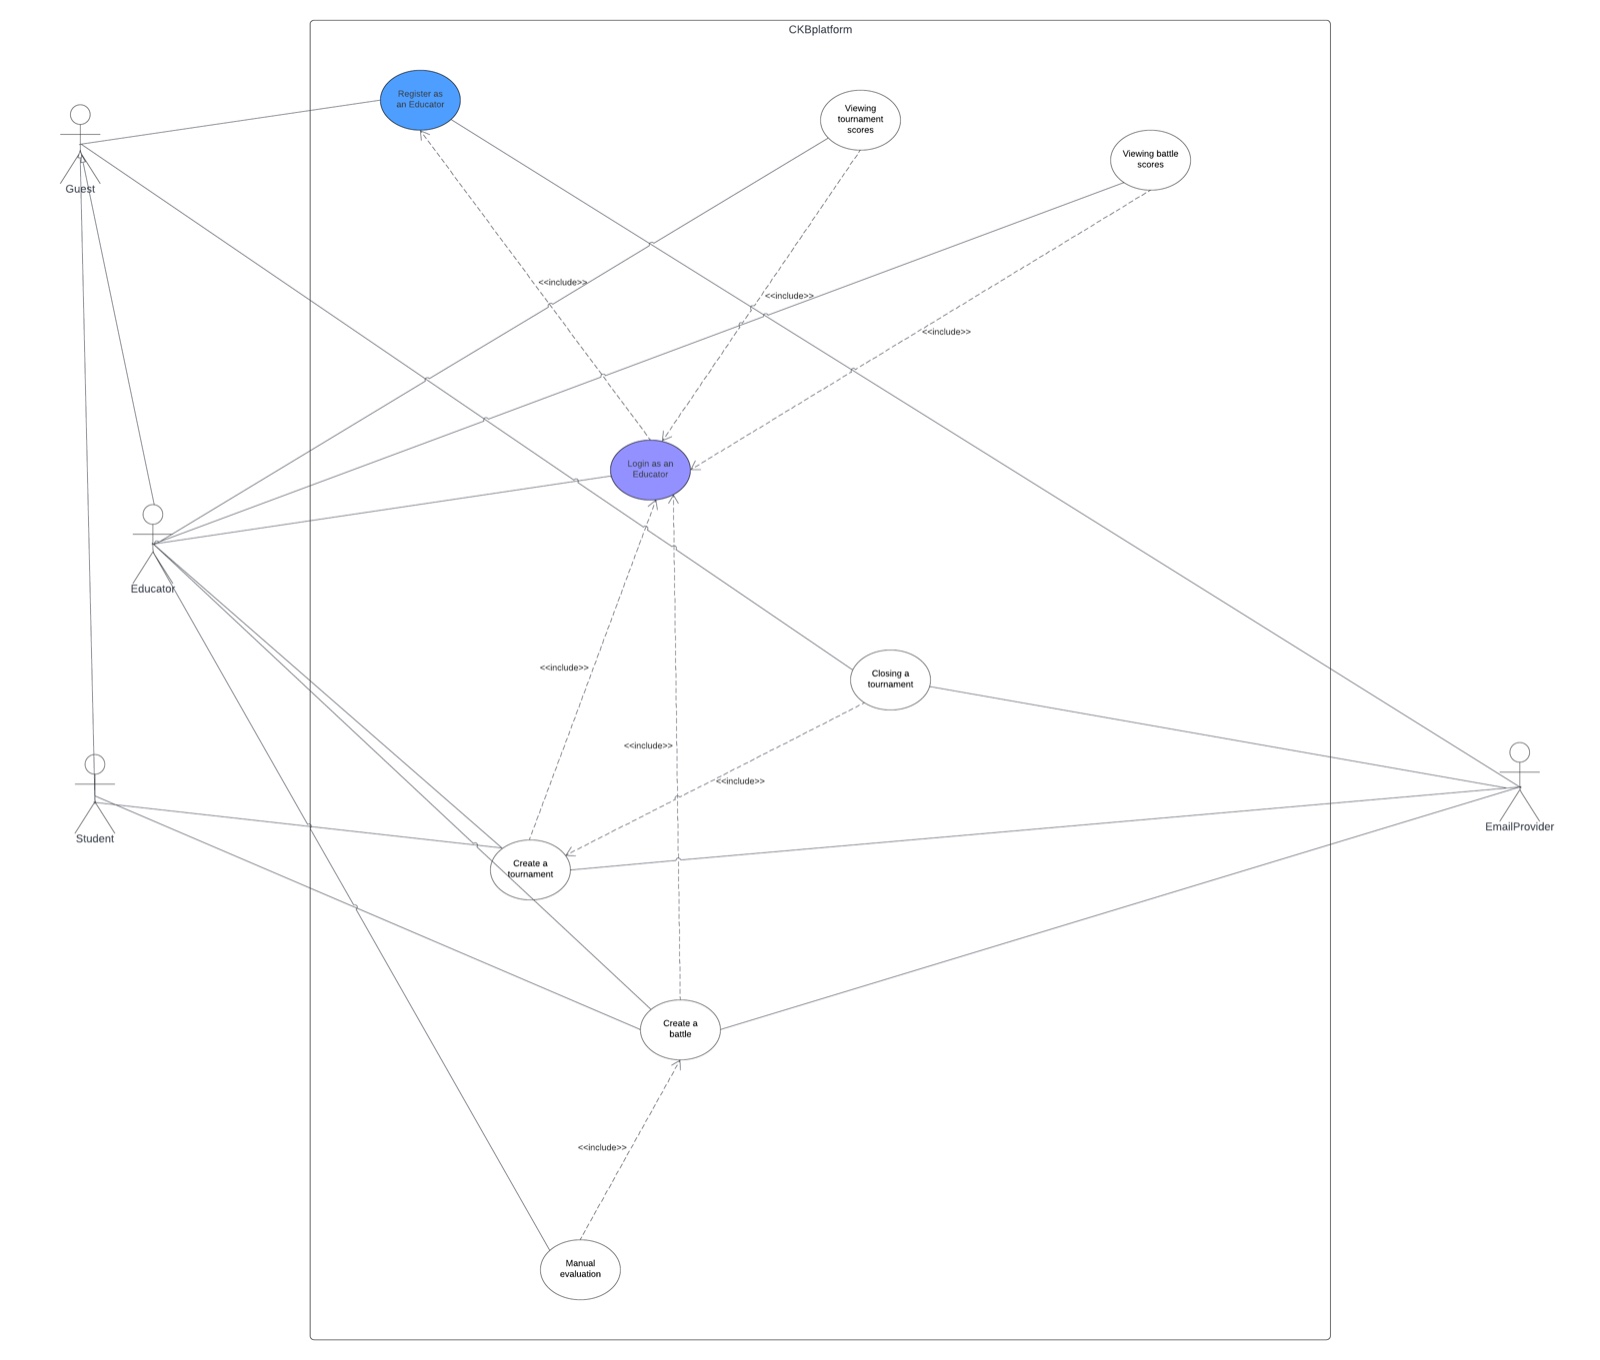 CKBplatform
Register as
an Educator
Viewing
tournament
scores
Viewing battle
scores
Guest
<<include>>
<<include>>
<<include>>
Login as an
Educator
Educator
<<include>>
Closing a
tournament
<<include>>
<<include>>
Student
EmailProvider
Create a
tournament
Create a
battle
<<include>>
Manual
evaluation